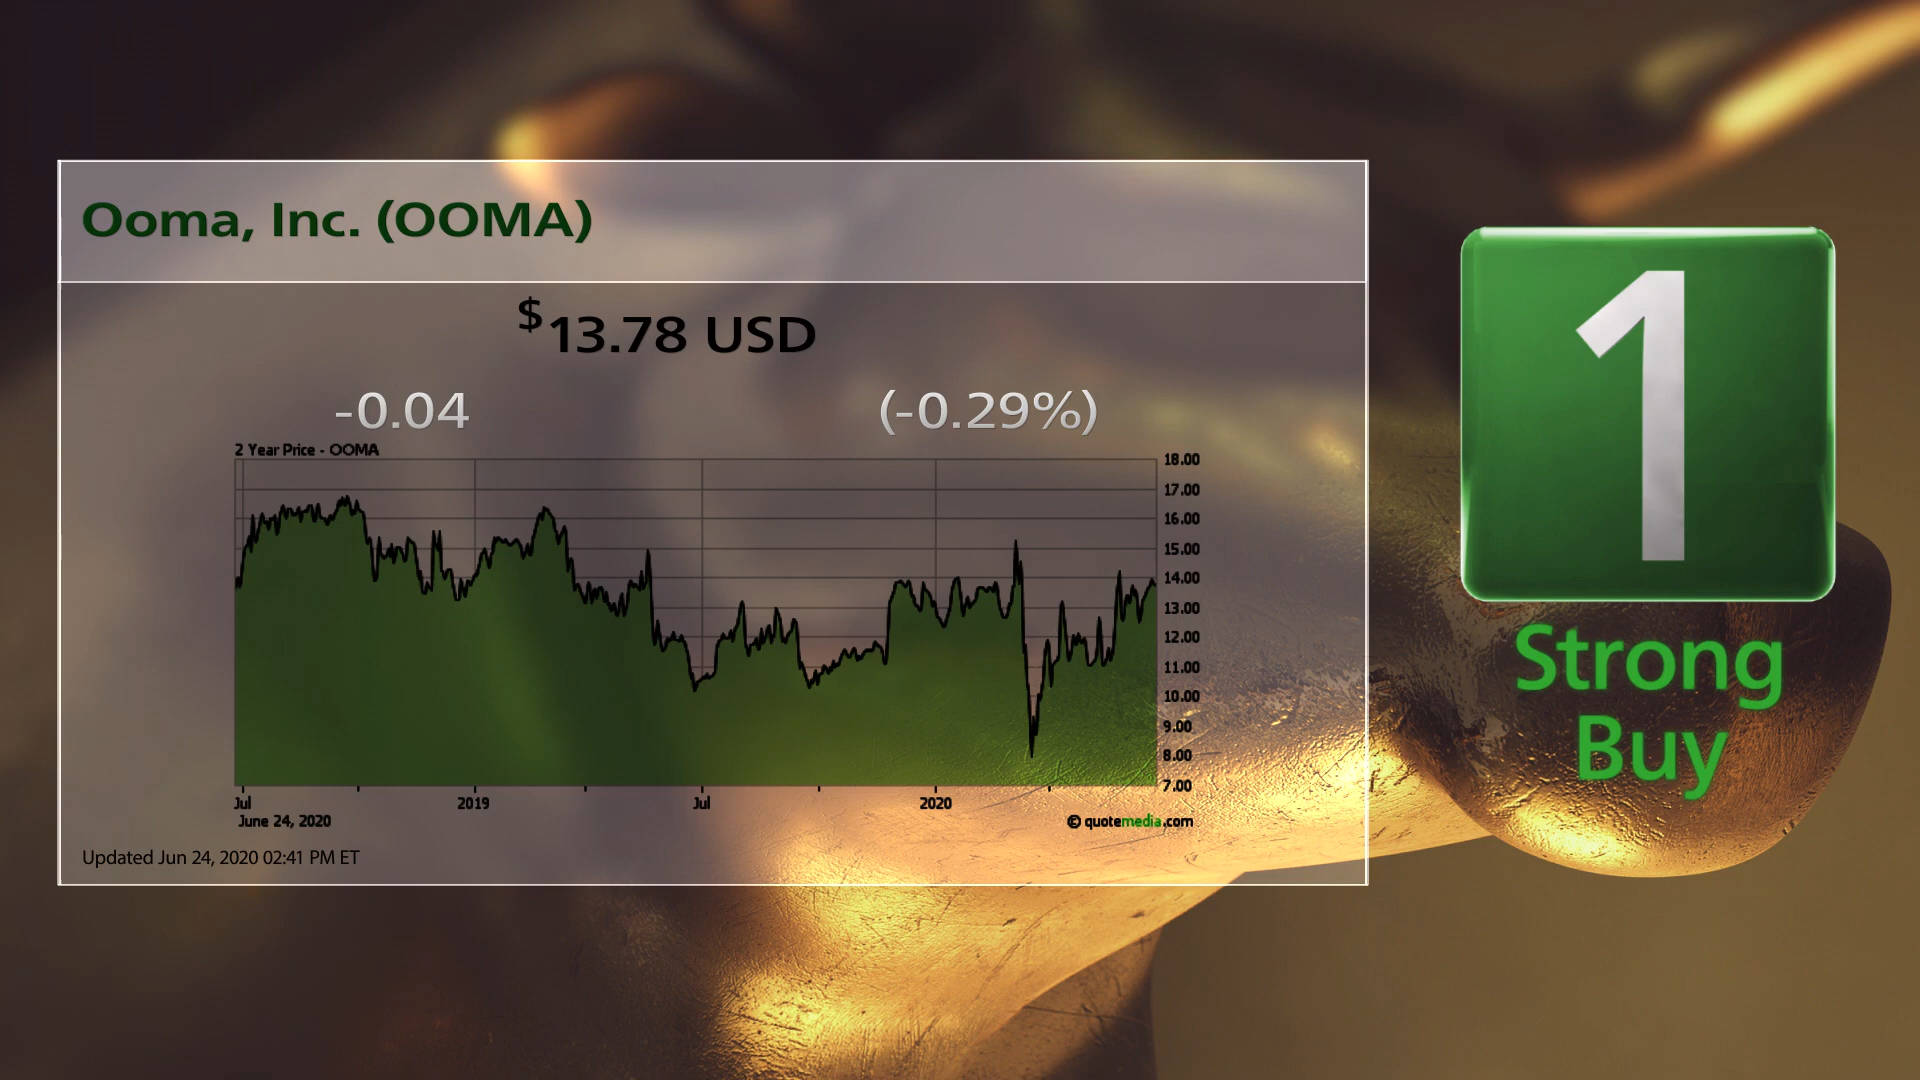 Ooma, Inc. (OOMA)
$13.78 USD
-0.04 (-0.29%)
2 Year Price - OOMA
18.00
17.00
16.00
15.00
14.00
13.00
12.00
11.00
10.00
9.00
8.00
7.00
Jul 2019 Jul 2020
June 24, 2020 © quotemedia.com
Updated Jun 24, 2020 02:41 PM ET
1
Strong
Buy